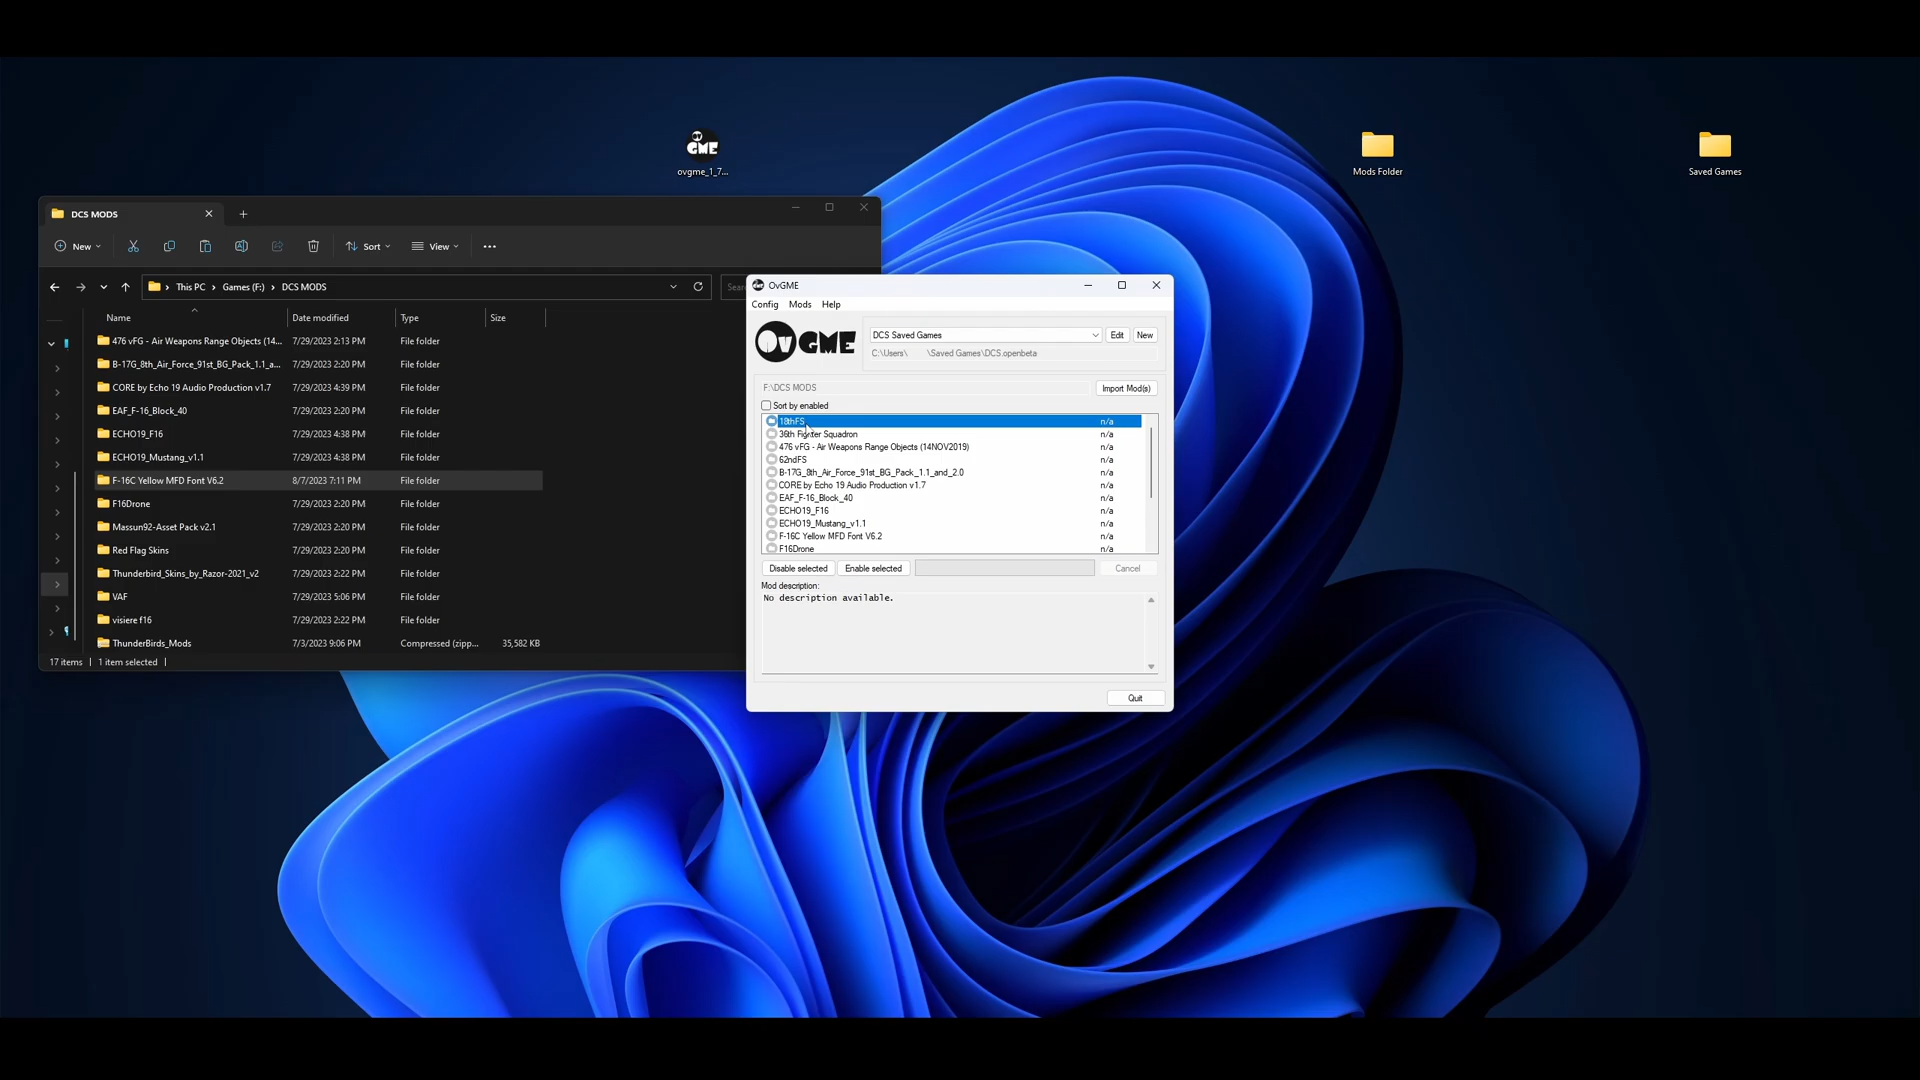 OV
GME
ovgme_1_7...
Mods Folder
Saved Games
DCS MODS
New
Sort
View
This PC
Games (F:)
DCS MODS
Name
Date modified
Type
Size
476 vFG - Air Weapons Range Objects (14... 7/29/2023 2:13 PM File folder
B-17G_8th_Air_Force_91st_BG_Pack_1.1_a... 7/29/2023 2:20 PM File folder
CORE by Echo 19 Audio Production v1.7 7/29/2023 4:39 PM File folder
EAF_F-16_Block_40 7/29/2023 2:20 PM File folder
ECHO19_F16 7/29/2023 2:20 PM File folder
ECHO19_Mustang_v1.1 7/29/2023 4:38 PM File folder
F-16C Yellow MFD Font V6.2 8/7/2023 7:11 PM File folder
F16Drone 7/29/2023 2:20 PM File folder
Massun92-Asset Pack v2.1 7/29/2023 2:20 PM File folder
Red Flag Skins 7/29/2023 2:20 PM File folder
Thunderbird_Skins_by_Razor-2021_v2 7/29/2023 2:22 PM File folder
VAF 7/29/2023 5:06 PM File folder
visiere f16 7/29/2023 2:22 PM File folder
ThunderBirds_Mods 7/3/2023 9:06 PM Compressed (zipp... 35,582 KB
17 items 1 item selected
OvGME
Config Mods Help
OvGME
DCS Saved Games
Edit
New
C:\Users\ \Saved Games\DCS.openbeta
F:\DCS MODS
Import Mod(s)
Sort by enabled
18thFS n/a
36th Fighter Squadron n/a
476 vFG - Air Weapons Range Objects (14NOV2019) n/a
62ndFS n/a
B-17G_8th_Air_Force_91st_BG_Pack_1.1_and_2.0 n/a
CORE by Echo 19 Audio Production v1.7 n/a
EAF_F-16_Block_40 n/a
ECHO19_F16 n/a
ECHO19_Mustang_v1.1 n/a
F-16C Yellow MFD Font V6.2 n/a
F16Drone n/a
Disable selected
Enable selected
Cancel
Mod description:
No description available.
Quit